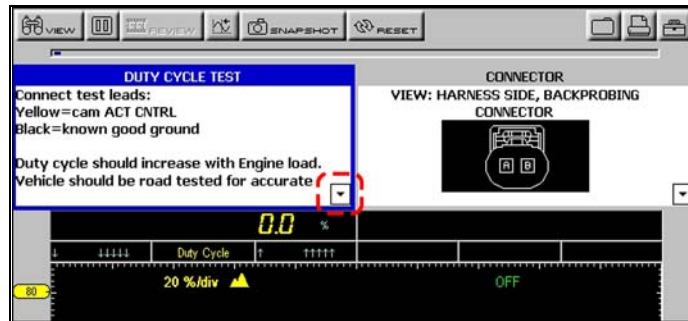 VIEW
REVIEW
SNAPSHOT
RESET
DUTY CYCLE TEST
Connect test leads:
Yellow=cam ACT CNTRL
Black=known good
ground
Duty cycle should increase with Engine load.
Vehicle should be road tested for accurate
CONNECTOR
VIEW: HARNESS SIDE, BACKPROBING
CONNECTOR
A B
0.0 %
↓ ↓↓↓↓↓ Duty Cycle ↑ ↑↑↑↑↑
80
20 %/div
OFF